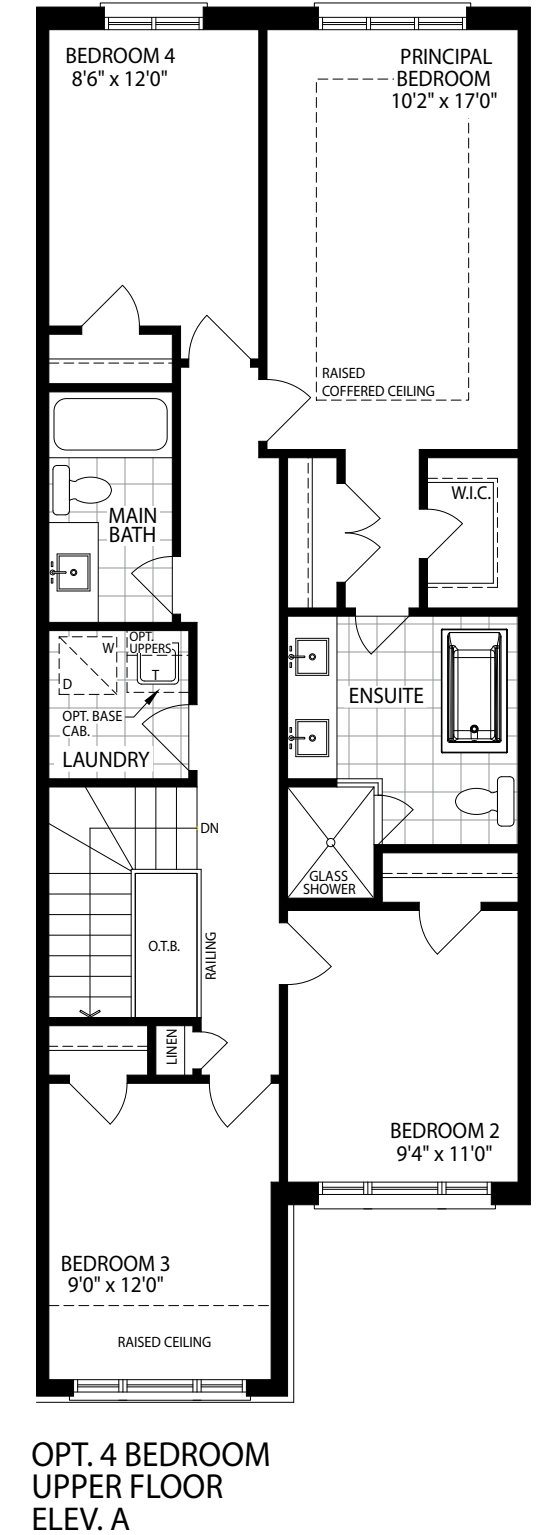 BEDROOM 4
8'6" x 12'0"
PRINCIPAL
BEDROOM
10'2" x 17'0"
RAISED
COFFERED CEILING
W.I.C.
MAIN
BATH
OPT.
UPPERS
W
D
T
OPT. BASE
CAB.
LAUNDRY
ENSUITE
DN
GLASS
SHOWER
O.T.B.
RAILING
LINEN
BEDROOM 2
9'4" x 11'0"
BEDROOM 3
9'0" x 12'0"
RAISED CEILING
OPT. 4 BEDROOM
UPPER FLOOR
ELEV. A